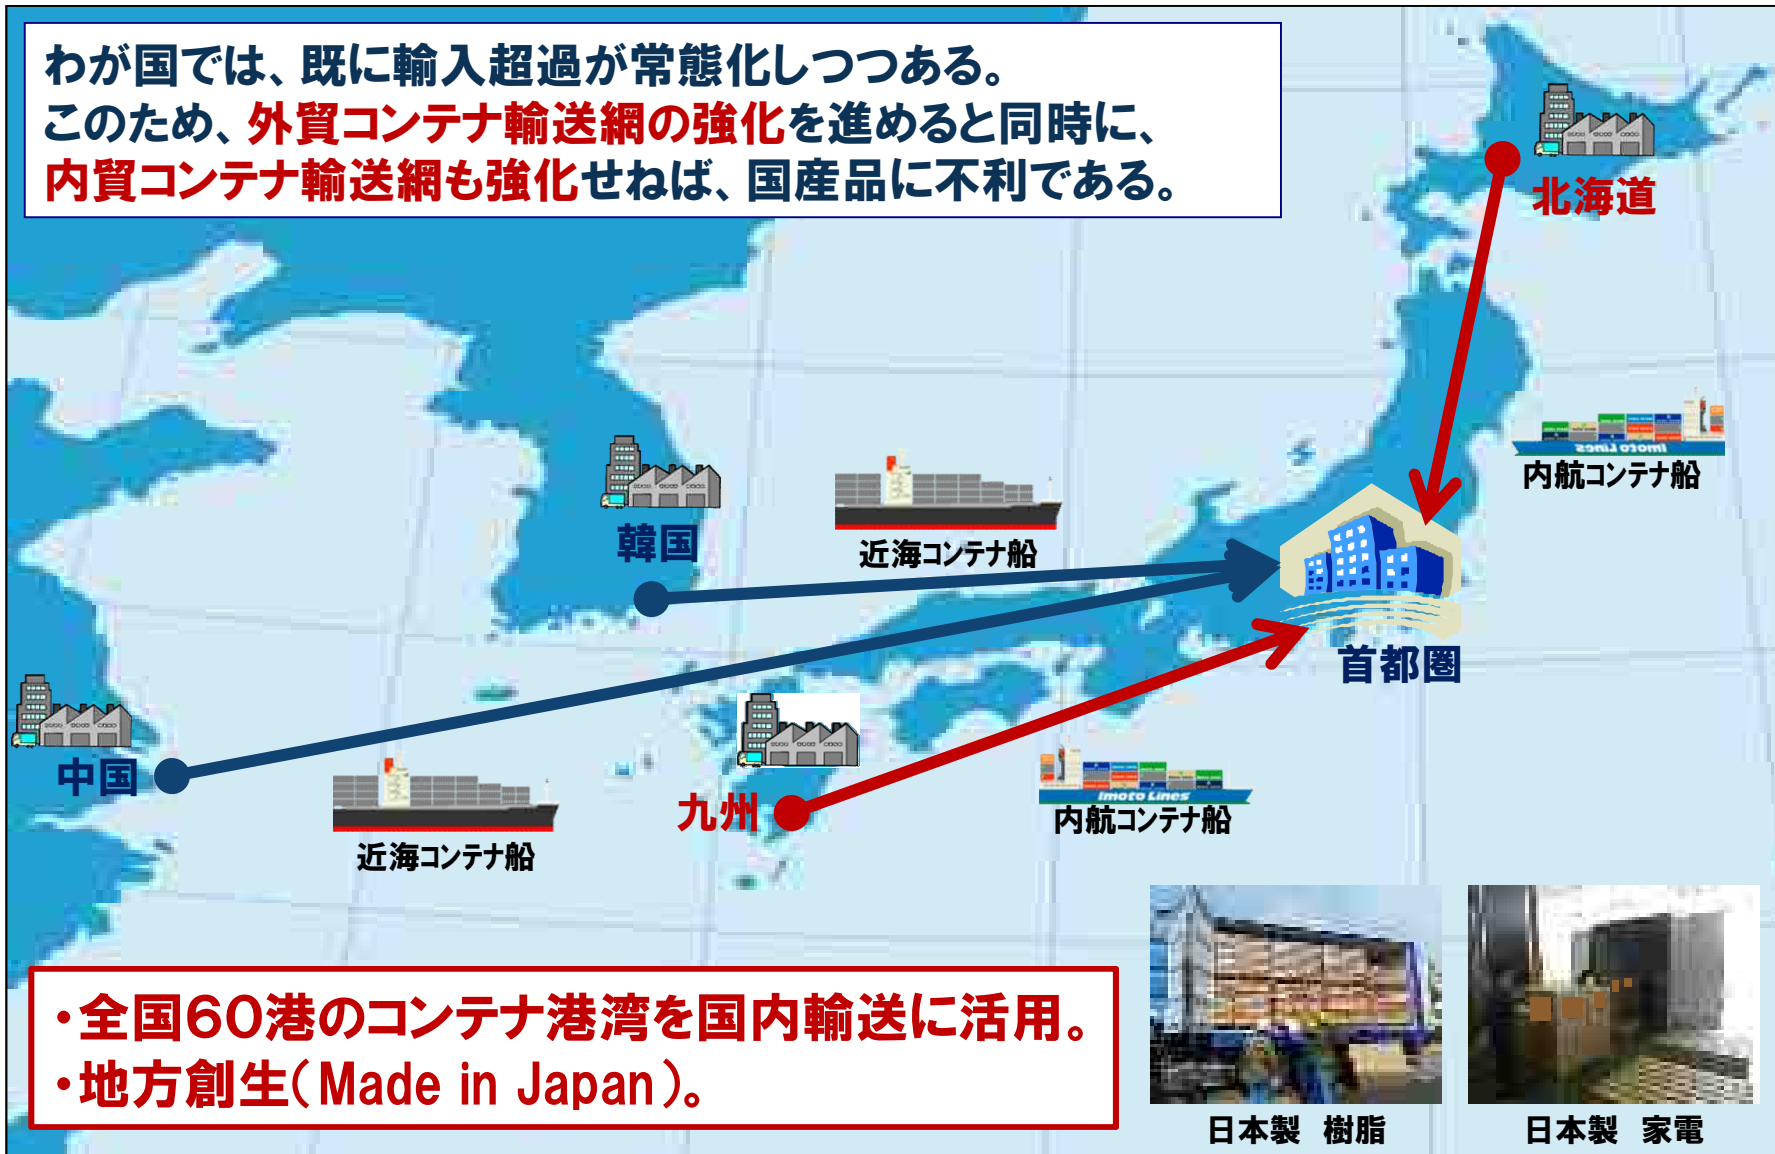 わが国では、既に輸入超過が常態化しつつある。
このため、外貿コンテナ輸送網の強化を進めると同時に、
内貿コンテナ輸送網も強化せねば、国産品に不利である。
北海道
Imoto Lines
内航コンテナ船
韓国
近海コンテナ船
首都圏
中国
近海コンテナ船
九州
Imoto Lines
内航コンテナ船
・全国60港のコンテナ港湾を国内輸送に活用。
・地方創生(Made in Japan)。
日本製 樹脂
日本製 家電